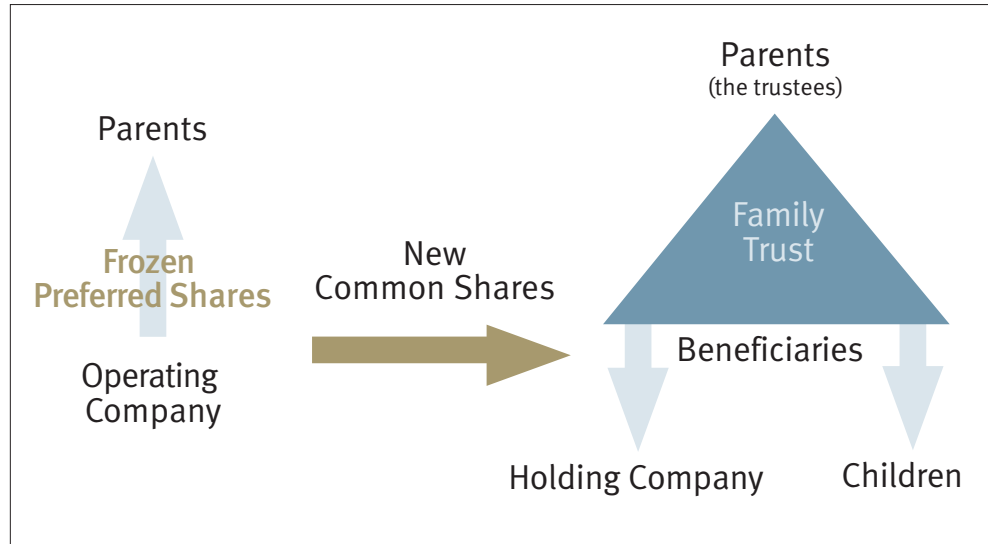 Parents
(the trustees)
Parents
Family
Trust
Frozen
Preferred Shares
New
Common Shares
Beneficiaries
Operating
Company
Holding Company
Children